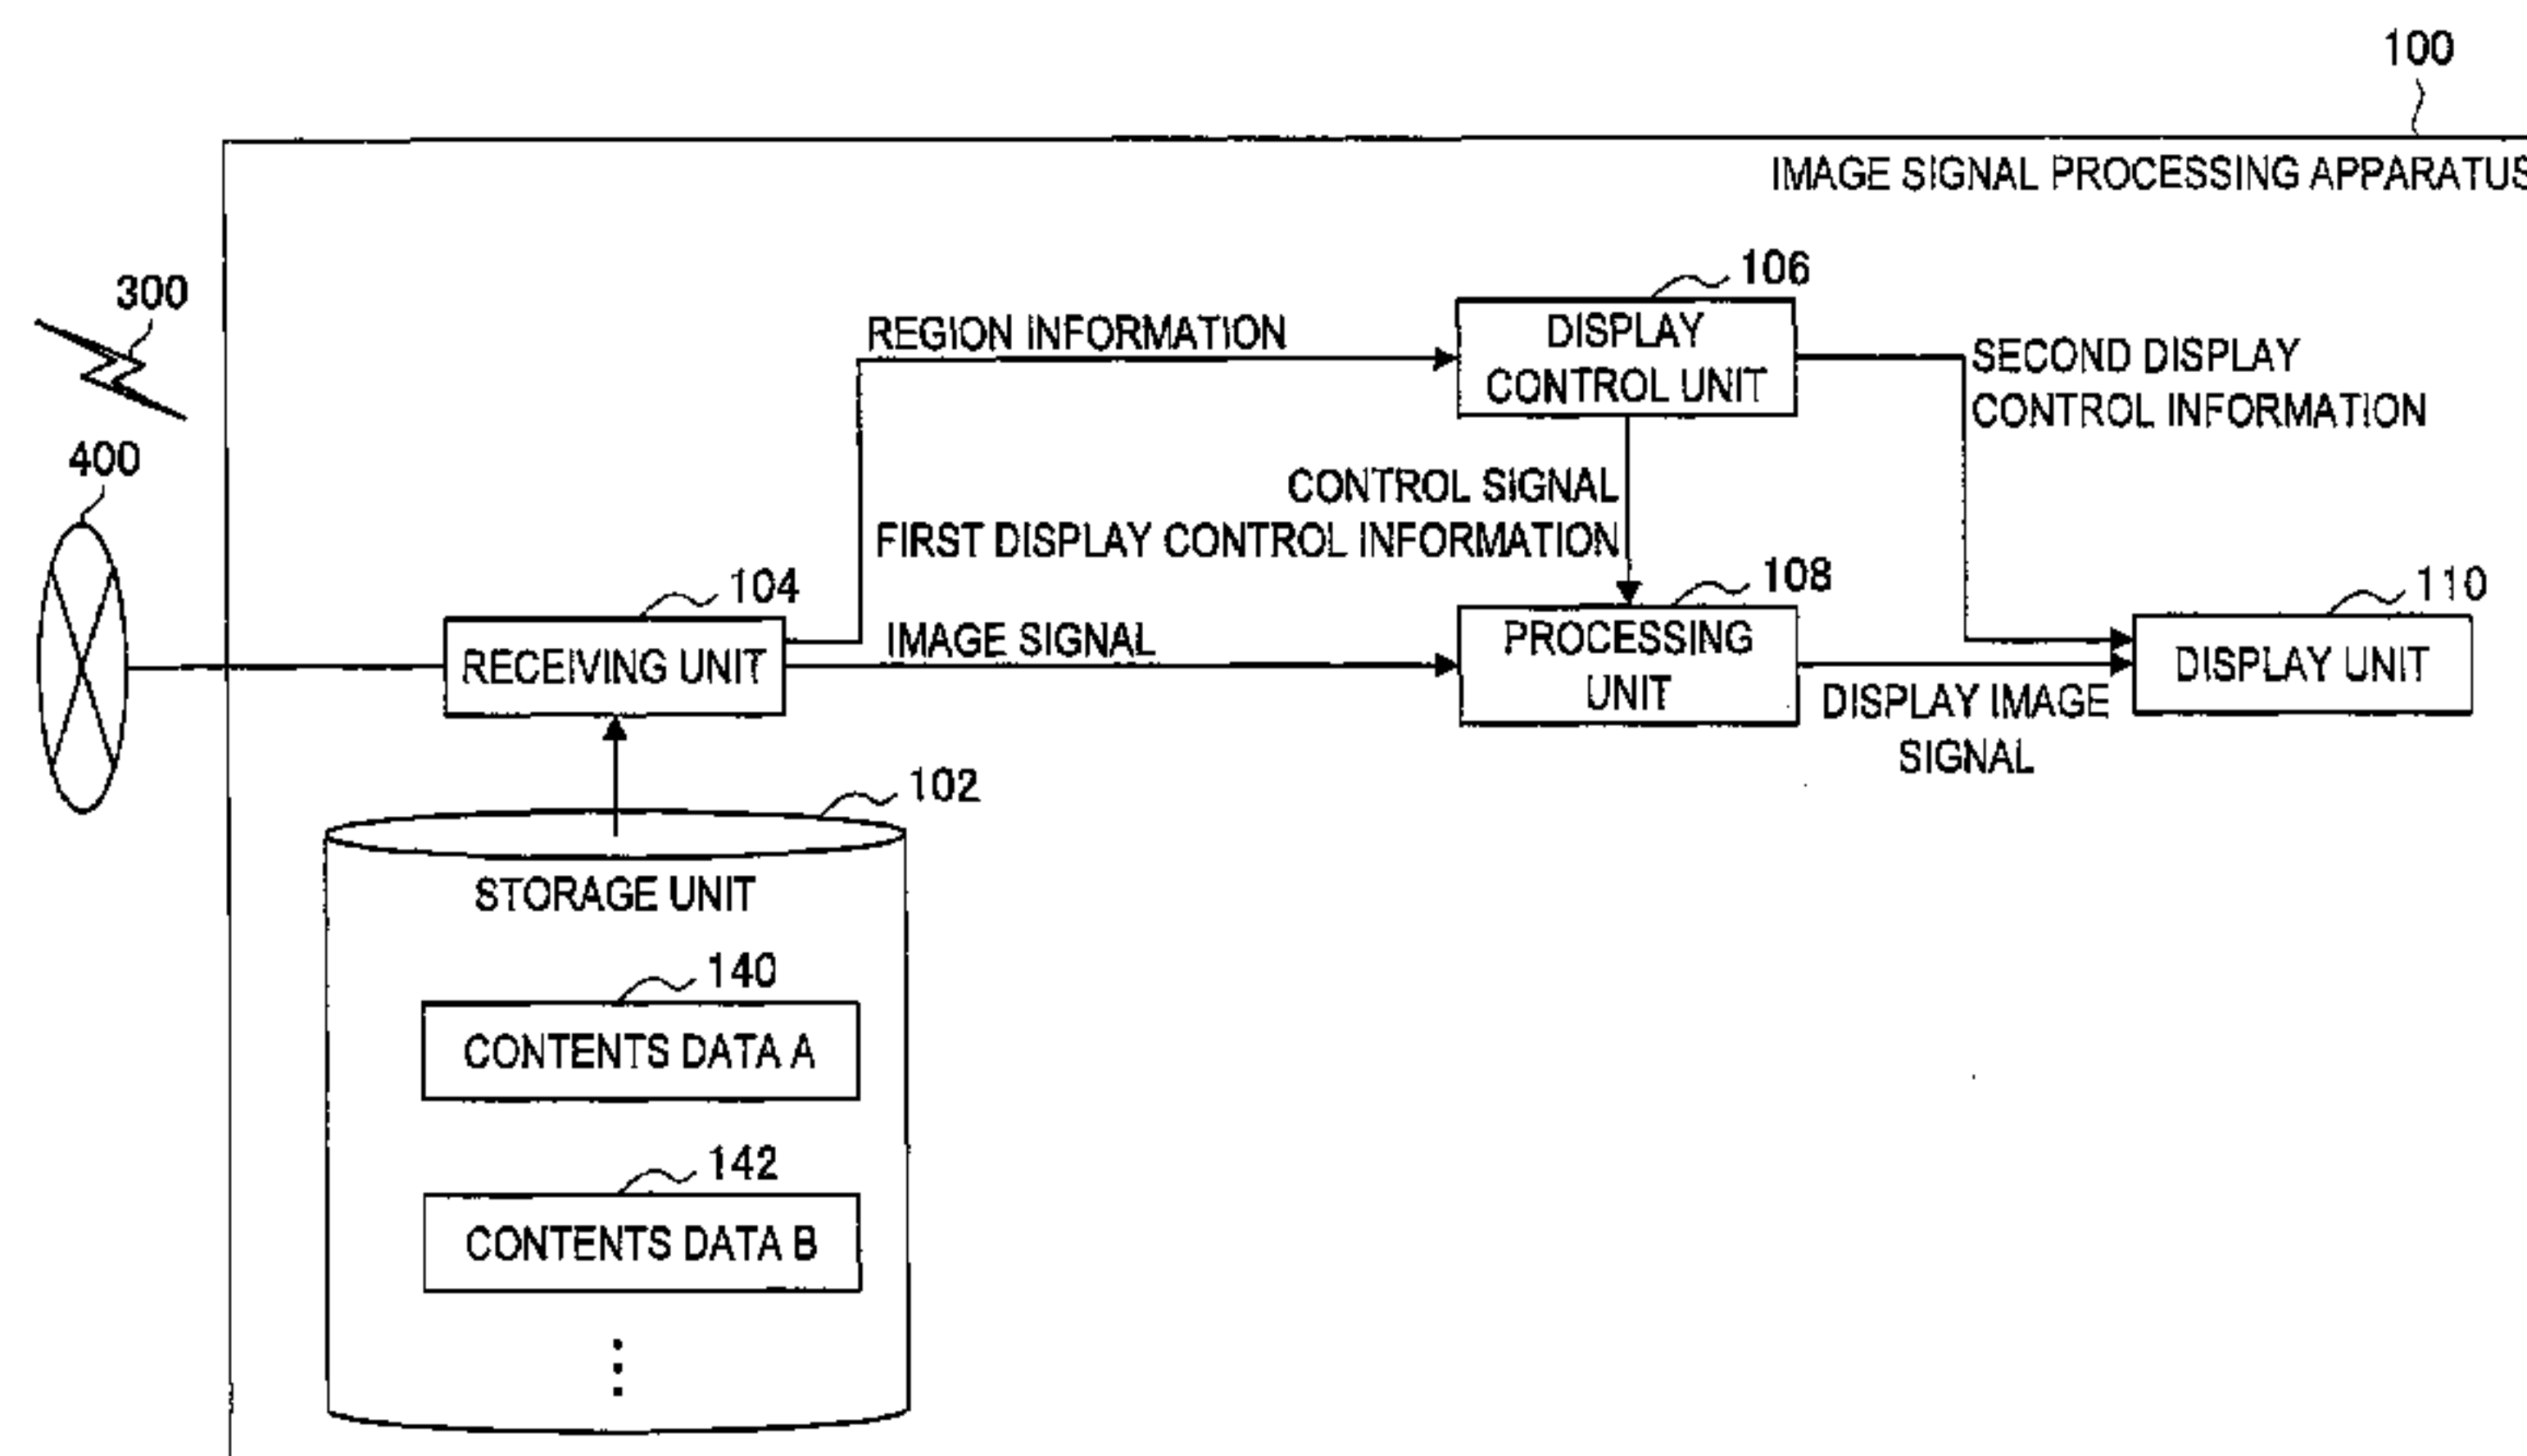 100
IMAGE SIGNAL PROCESSING APPARATUS
300
400
106
DISPLAY
CONTROL UNIT
REGION INFORMATION
SECOND DISPLAY
CONTROL INFORMATION
CONTROL SIGNAL
FIRST DISPLAY CONTROL INFORMATION
104
RECEIVING UNIT
IMAGE SIGNAL
108
PROCESSING
UNIT
110
DISPLAY UNIT
DISPLAY IMAGE
SIGNAL
102
STORAGE UNIT
140
CONTENTS DATA A
142
CONTENTS DATA B